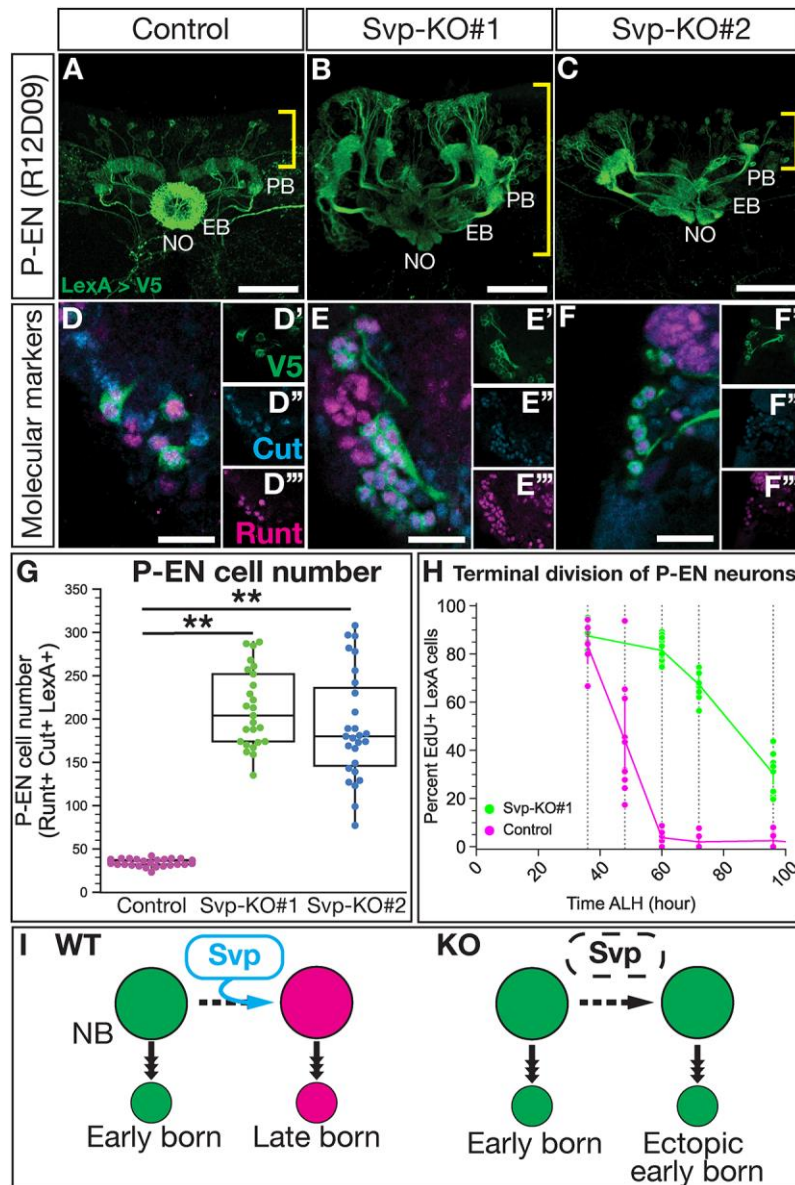 Control
Svp-KO#1
Svp-KO#2
P-EN (R12D09)
A
PB
EB
NO
LexA > V5
B
PB
EB
NO
C
PB
EB
NO
Molecular markers
D
D'
V5
D"
Cut
D'"
Runt
E
E'
E"
E'"
F
F'
F"
F'"
G
P-EN cell number
**
**
P-EN cell number
(Runt+ Cut+ LexA+)
350
300
250
200
150
100
50
0
Control
Svp-KO#1
Svp-KO#2
H
Terminal division of P-EN neurons
Percent EdU+ LexA cells
100
80
60
40
20
0
Svp-KO#1
Control
0
20
40
60
80
100
Time ALH (hour)
I WT
Svp
NB
Early born
Late born
KO
Svp
Early born
Ectopic
early born